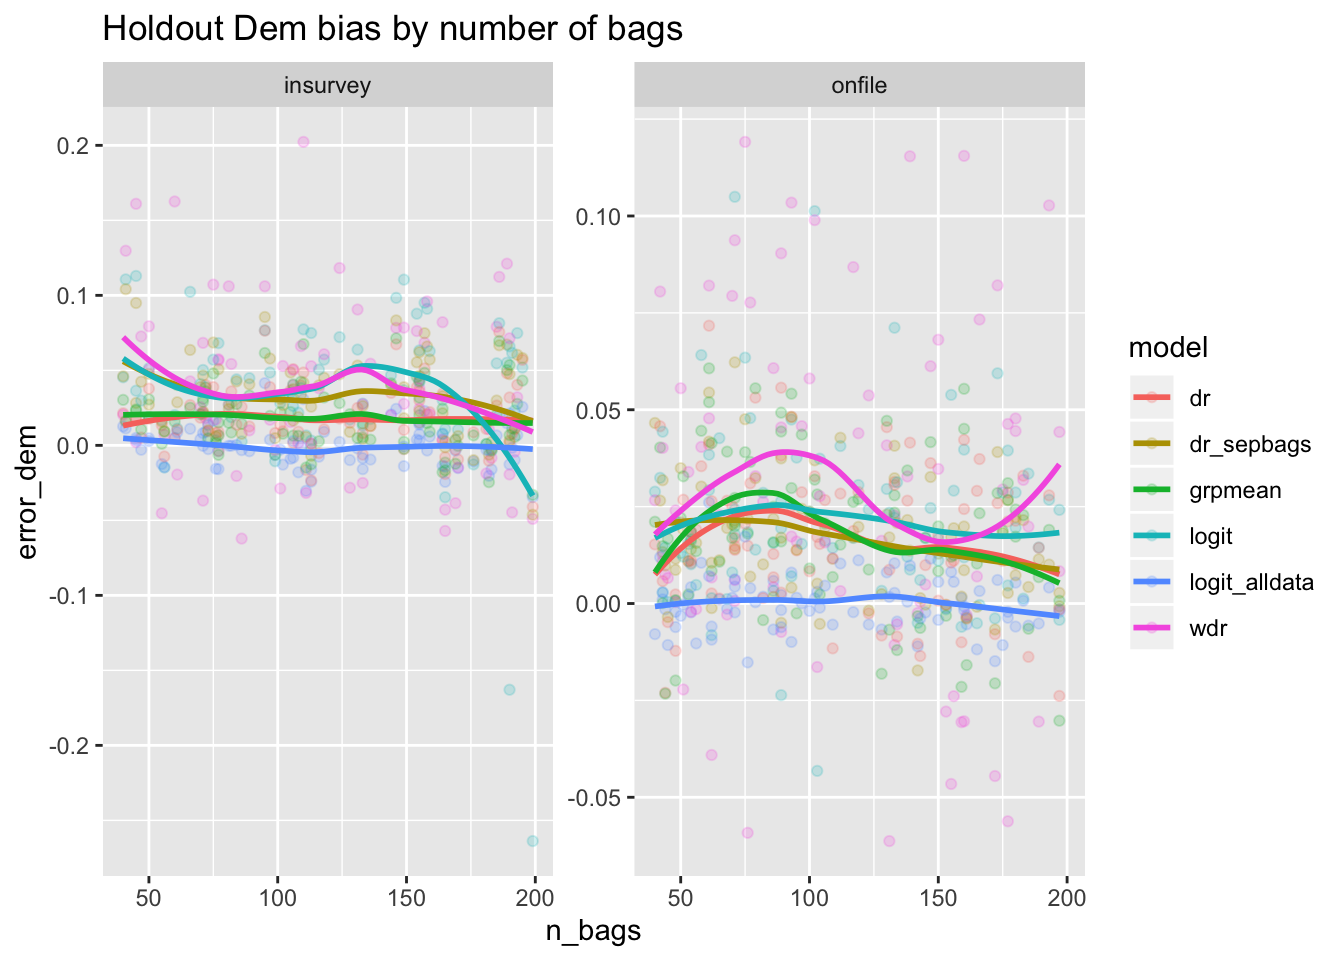 Holdout Dem bias by number of bags
insurvey
onfile
error_dem
0.2
0.1
0.0
-0.1
-0.2
0.10
0.05
0.00
-0.05
50 100 150 200
50 100 150 200
n_bags
model
dr
dr_sepbags
grpmean
logit
logit_alldata
wdr